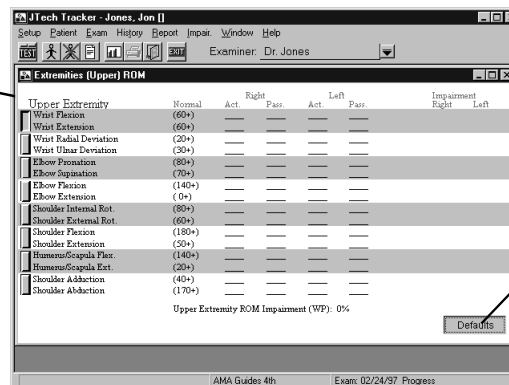 JTech Tracker - Jones, Jon []
Setup Patient Exam History Report Impair. Window Help
TEST EXIT Examiner: Dr. Jones
Extremities (Upper) ROM
Right Left Impairment
Upper Extremity Normal Act. Pass. Act. Pass. Right Left
Wrist Flexion (60+)
Wrist Extension (60+)
Wrist Radial Deviation (20+)
Wrist Ulnar Deviation (30+)
Elbow Pronation (80+)
Elbow Supination (70+)
Elbow Flexion (140+)
Elbow Extension ( 0+)
Shoulder Internal Rot. (80+)
Shoulder External Rot. (60+)
Shoulder Flexion (180+)
Shoulder Extension (50+)
Humerus/Scapula Flex. (140+)
Humerus/Scapula Ext. (20+)
Shoulder Adduction (40+)
Shoulder Abduction (170+)
Upper Extremity ROM Impairment (WP): 0%
Defaults
AMA Guides 4th Exam: 02/24/97 Progress